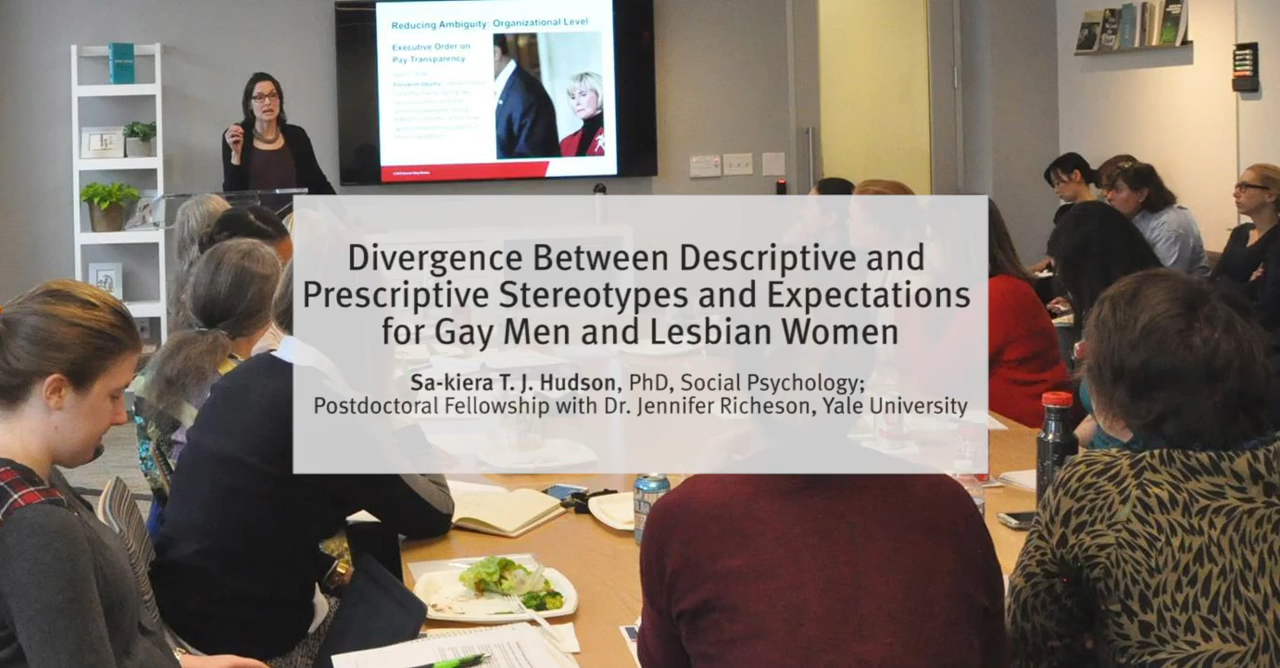 Reducing Ambiguity: Organizational Level
Executive Order on
Pay Transparency
Divergence Between Descriptive and
Prescriptive Stereotypes and Expectations
for Gay Men and Lesbian Women
Sa-kiera T. J. Hudson, PhD, Social Psychology;
Postdoctoral Fellowship with Dr. Jennifer Richeson, Yale University